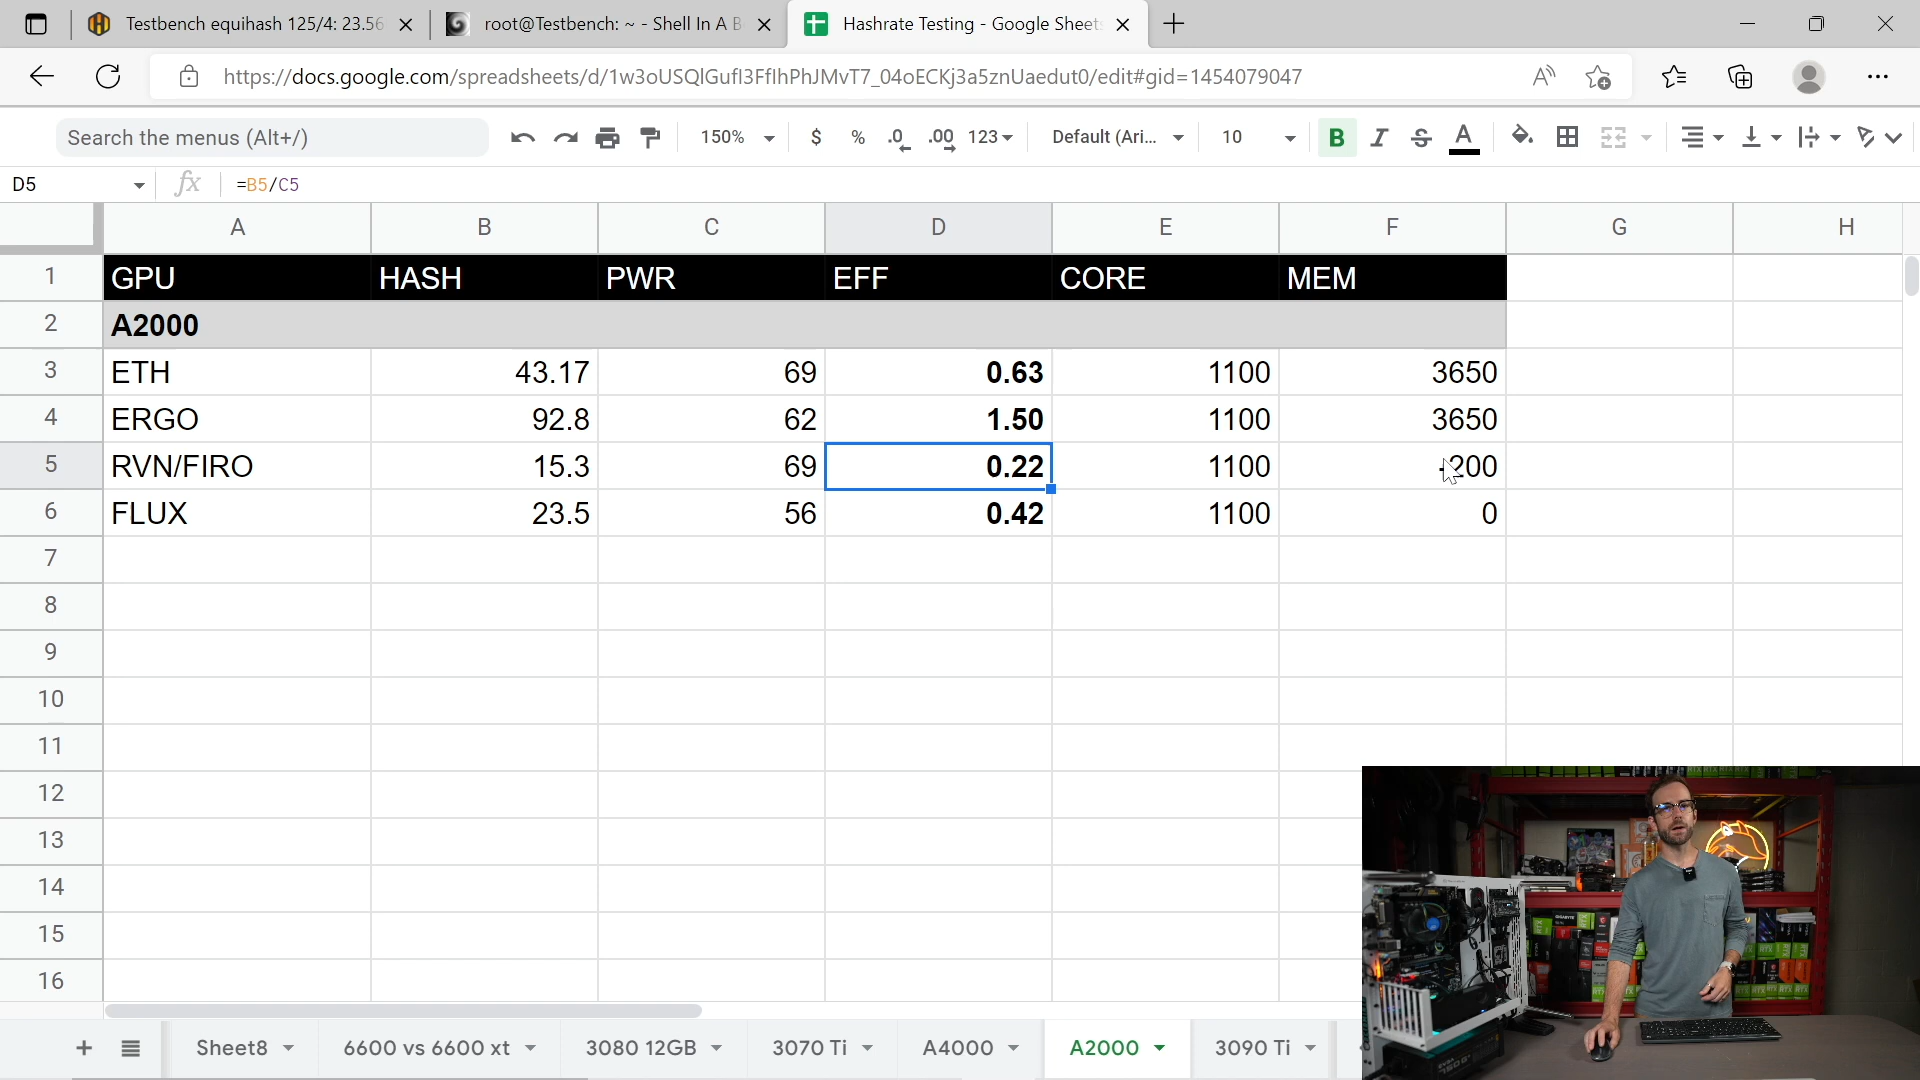 Testbench equihash 125/4: 23.56
root@Testbench: ~ - Shell In A B
Hashrate Testing - Google Sheets
https://docs.google.com/spreadsheets/d/1w3oUSQlGufl3FflhPhJMvT7_04oECKj3a5znUaedut0/edit#gid=1454079047
Search the menus (Alt+/)
150%
$ % .0 .00 123
Default (Ari...
10
B I S A
D5
fx =B5/C5
A B C D E F G H
1 GPU HASH PWR EFF CORE MEM
2 A2000
3 ETH 43.17 69 0.63 1100 3650
4 ERGO 92.8 62 1.50 1100 3650
5 RVN/FIRO 15.3 69 0.22 1100 -200
6 FLUX 23.5 56 0.42 1100 0
7
8
9
10
11
12
13
14
15
16
Sheet8
6600 vs 6600 xt
3080 12GB
3070 Ti
A4000
A2000
3090 Ti